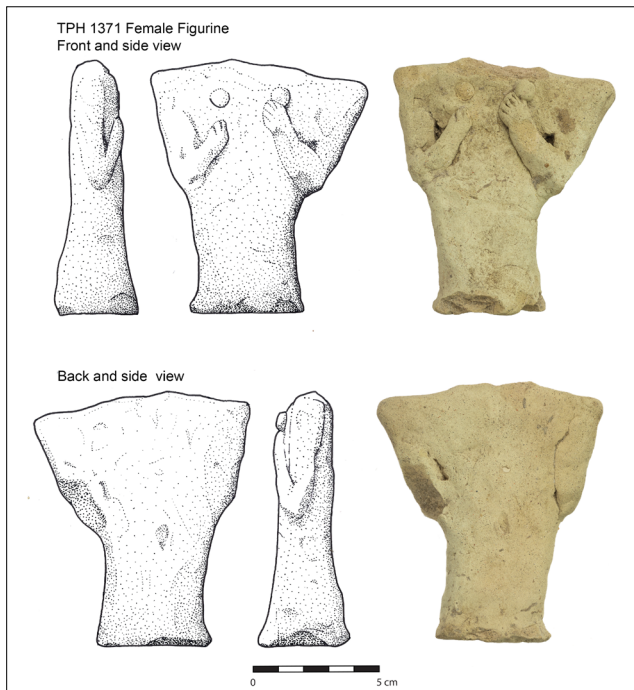 TPH 1371 Female Figurine
Front and side view
Back and side view
0
5 cm